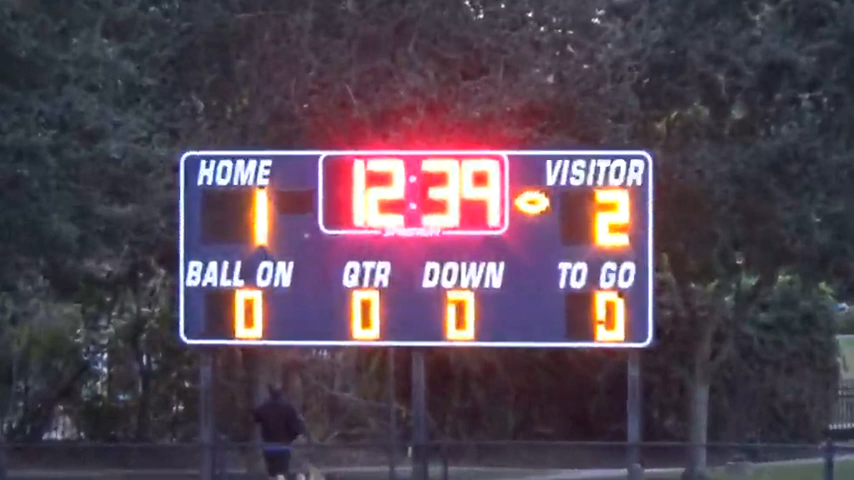 HOME 12:39 VISITOR
1 2
BALL ON QTR DOWN TO GO
0 0 0 0